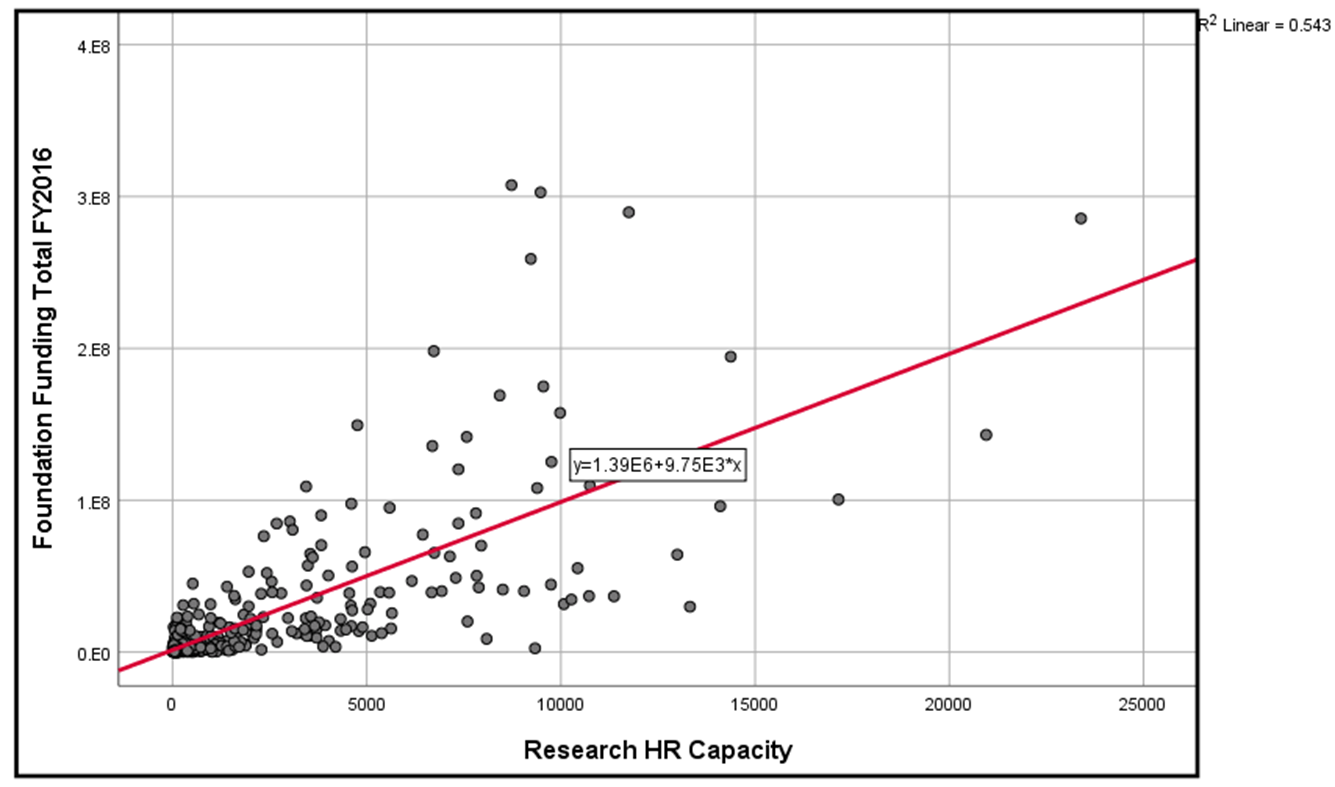 R² Linear = 0.543
4.E8
3.E8
2.E8
1.E8
0.E0
Foundation Funding Total FY2016
y=1.39E6+9.75E3*x
0 5000 10000 15000 20000 25000
Research HR Capacity